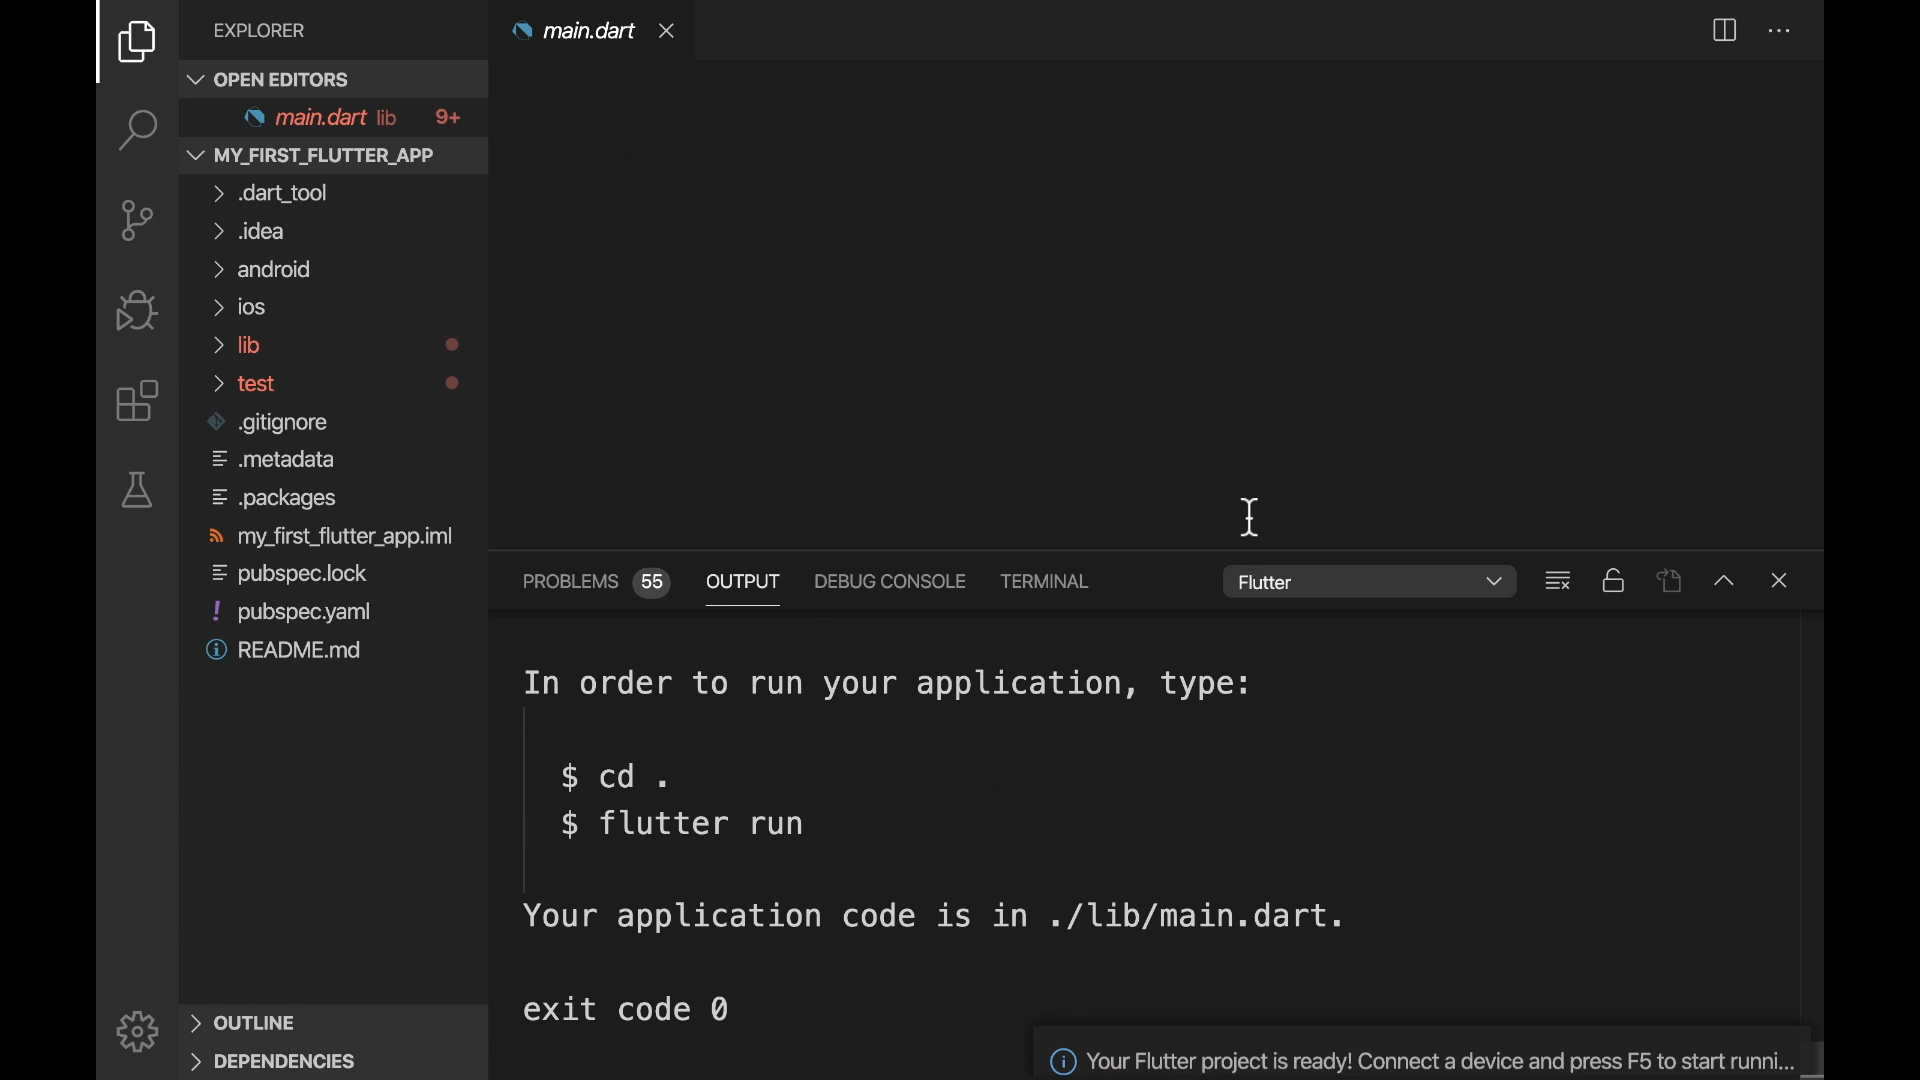 EXPLORER
main.dart
OPEN EDITORS
main.dart lib 9+
MY_FIRST_FLUTTER_APP
.dart_tool
.idea
android
ios
lib
test
.gitignore
.metadata
.packages
my_first_flutter_app.iml
pubspec.lock
pubspec.yaml
README.md
OUTLINE
DEPENDENCIES
PROBLEMS 55 OUTPUT DEBUG CONSOLE TERMINAL Flutter
In order to run your application, type:
$ cd .
$ flutter run
Your application code is in ./lib/main.dart.
exit code 0
Your Flutter project is ready! Connect a device and press F5 to start runni...